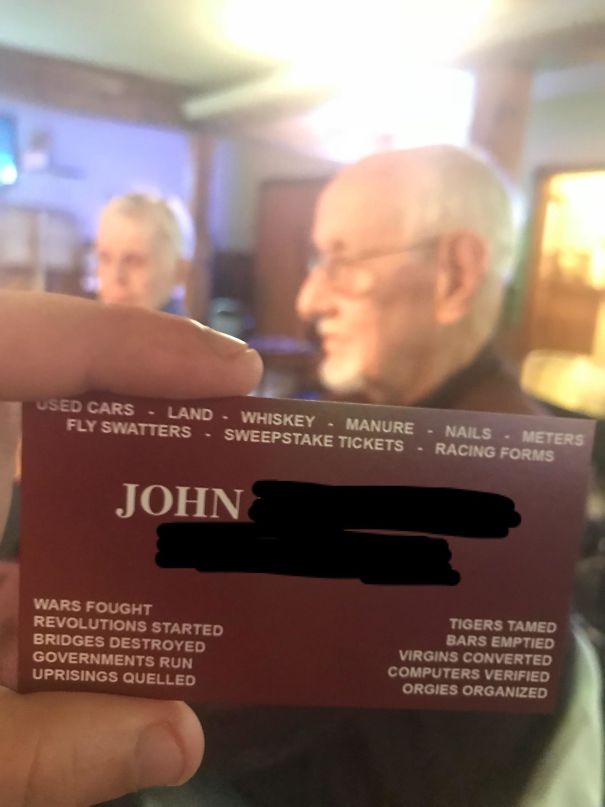 USED CARS - LAND - WHISKEY - MANURE - NAILS - METERS
FLY SWATTERS - SWEEPSTAKE TICKETS - RACING FORMS
JOHN
WARS FOUGHT
REVOLUTIONS STARTED
BRIDGES DESTROYED
GOVERNMENTS RUN
UPRISINGS QUELLED
TIGERS TAMED
BARS EMPTIED
VIRGINS CONVERTED
COMPUTERS VERIFIED
ORGIES ORGANIZED